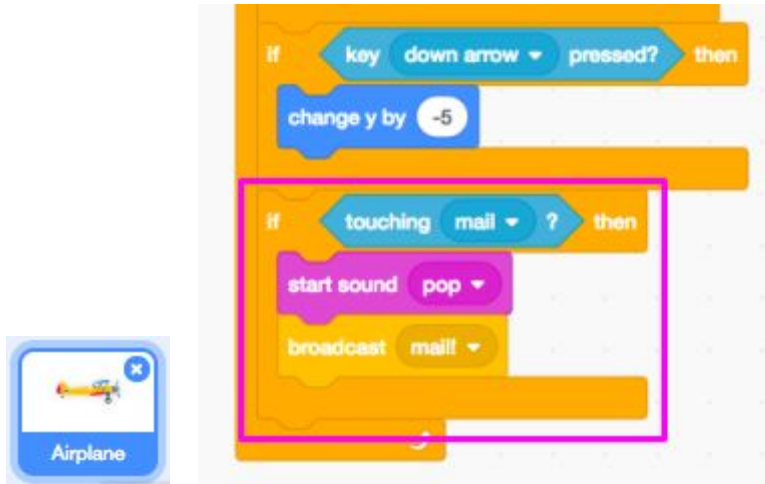 if key down arrow pressed? then
change y by -5
if touching mail ? then
start sound pop
broadcast mail!
Airplane